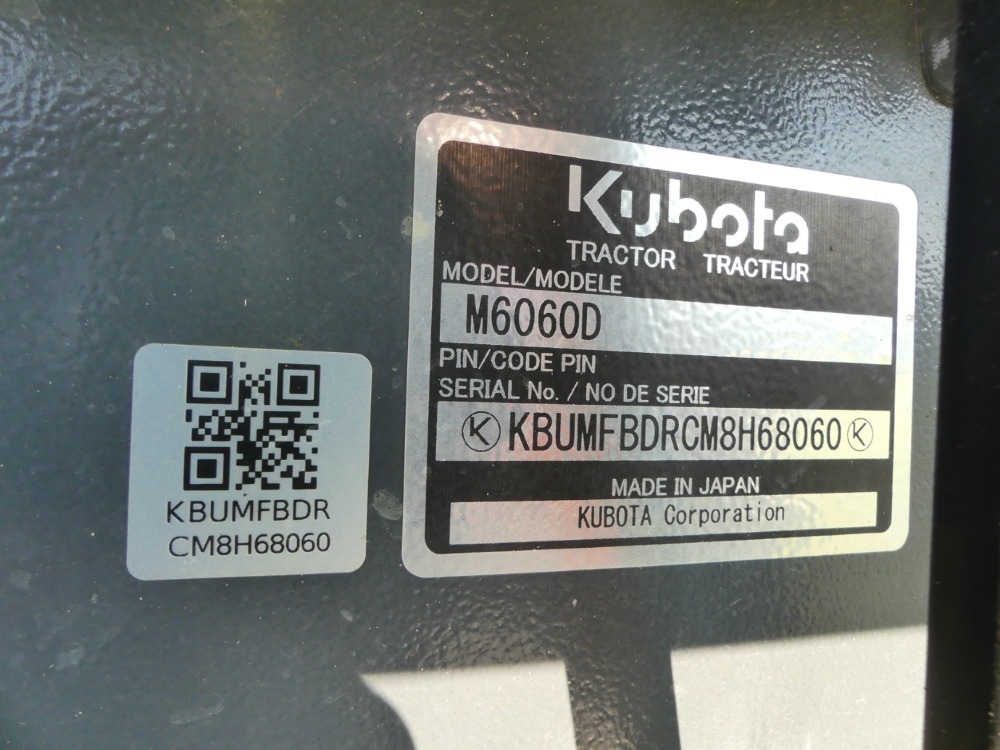 Kubota
TRACTOR TRACTEUR
MODEL/MODELE
M6060D
PIN/CODE PIN
SERIAL No. / NO DE SERIE
K KBUMFBDRCM8H68060 K
MADE IN JAPAN
KUBOTA Corporation
KBUMFBDR
CM8H68060